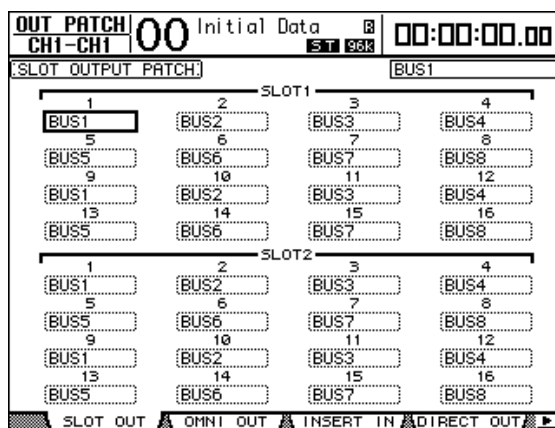 OUT PATCH
CH1-CH1
00 Initial Data R
ST 96K
00:00:00.00
SLOT OUTPUT PATCH
BUS1
SLOT1
1 2 3 4
BUS1 BUS2 BUS3 BUS4
5 6 7 8
BUS5 BUS6 BUS7 BUS8
9 10 11 12
BUS1 BUS2 BUS3 BUS4
13 14 15 16
BUS5 BUS6 BUS7 BUS8
SLOT2
1 2 3 4
BUS1 BUS2 BUS3 BUS4
5 6 7 8
BUS5 BUS6 BUS7 BUS8
9 10 11 12
BUS1 BUS2 BUS3 BUS4
13 14 15 16
BUS5 BUS6 BUS7 BUS8
SLOT OUT OMNI OUT INSERT IN DIRECT OUT